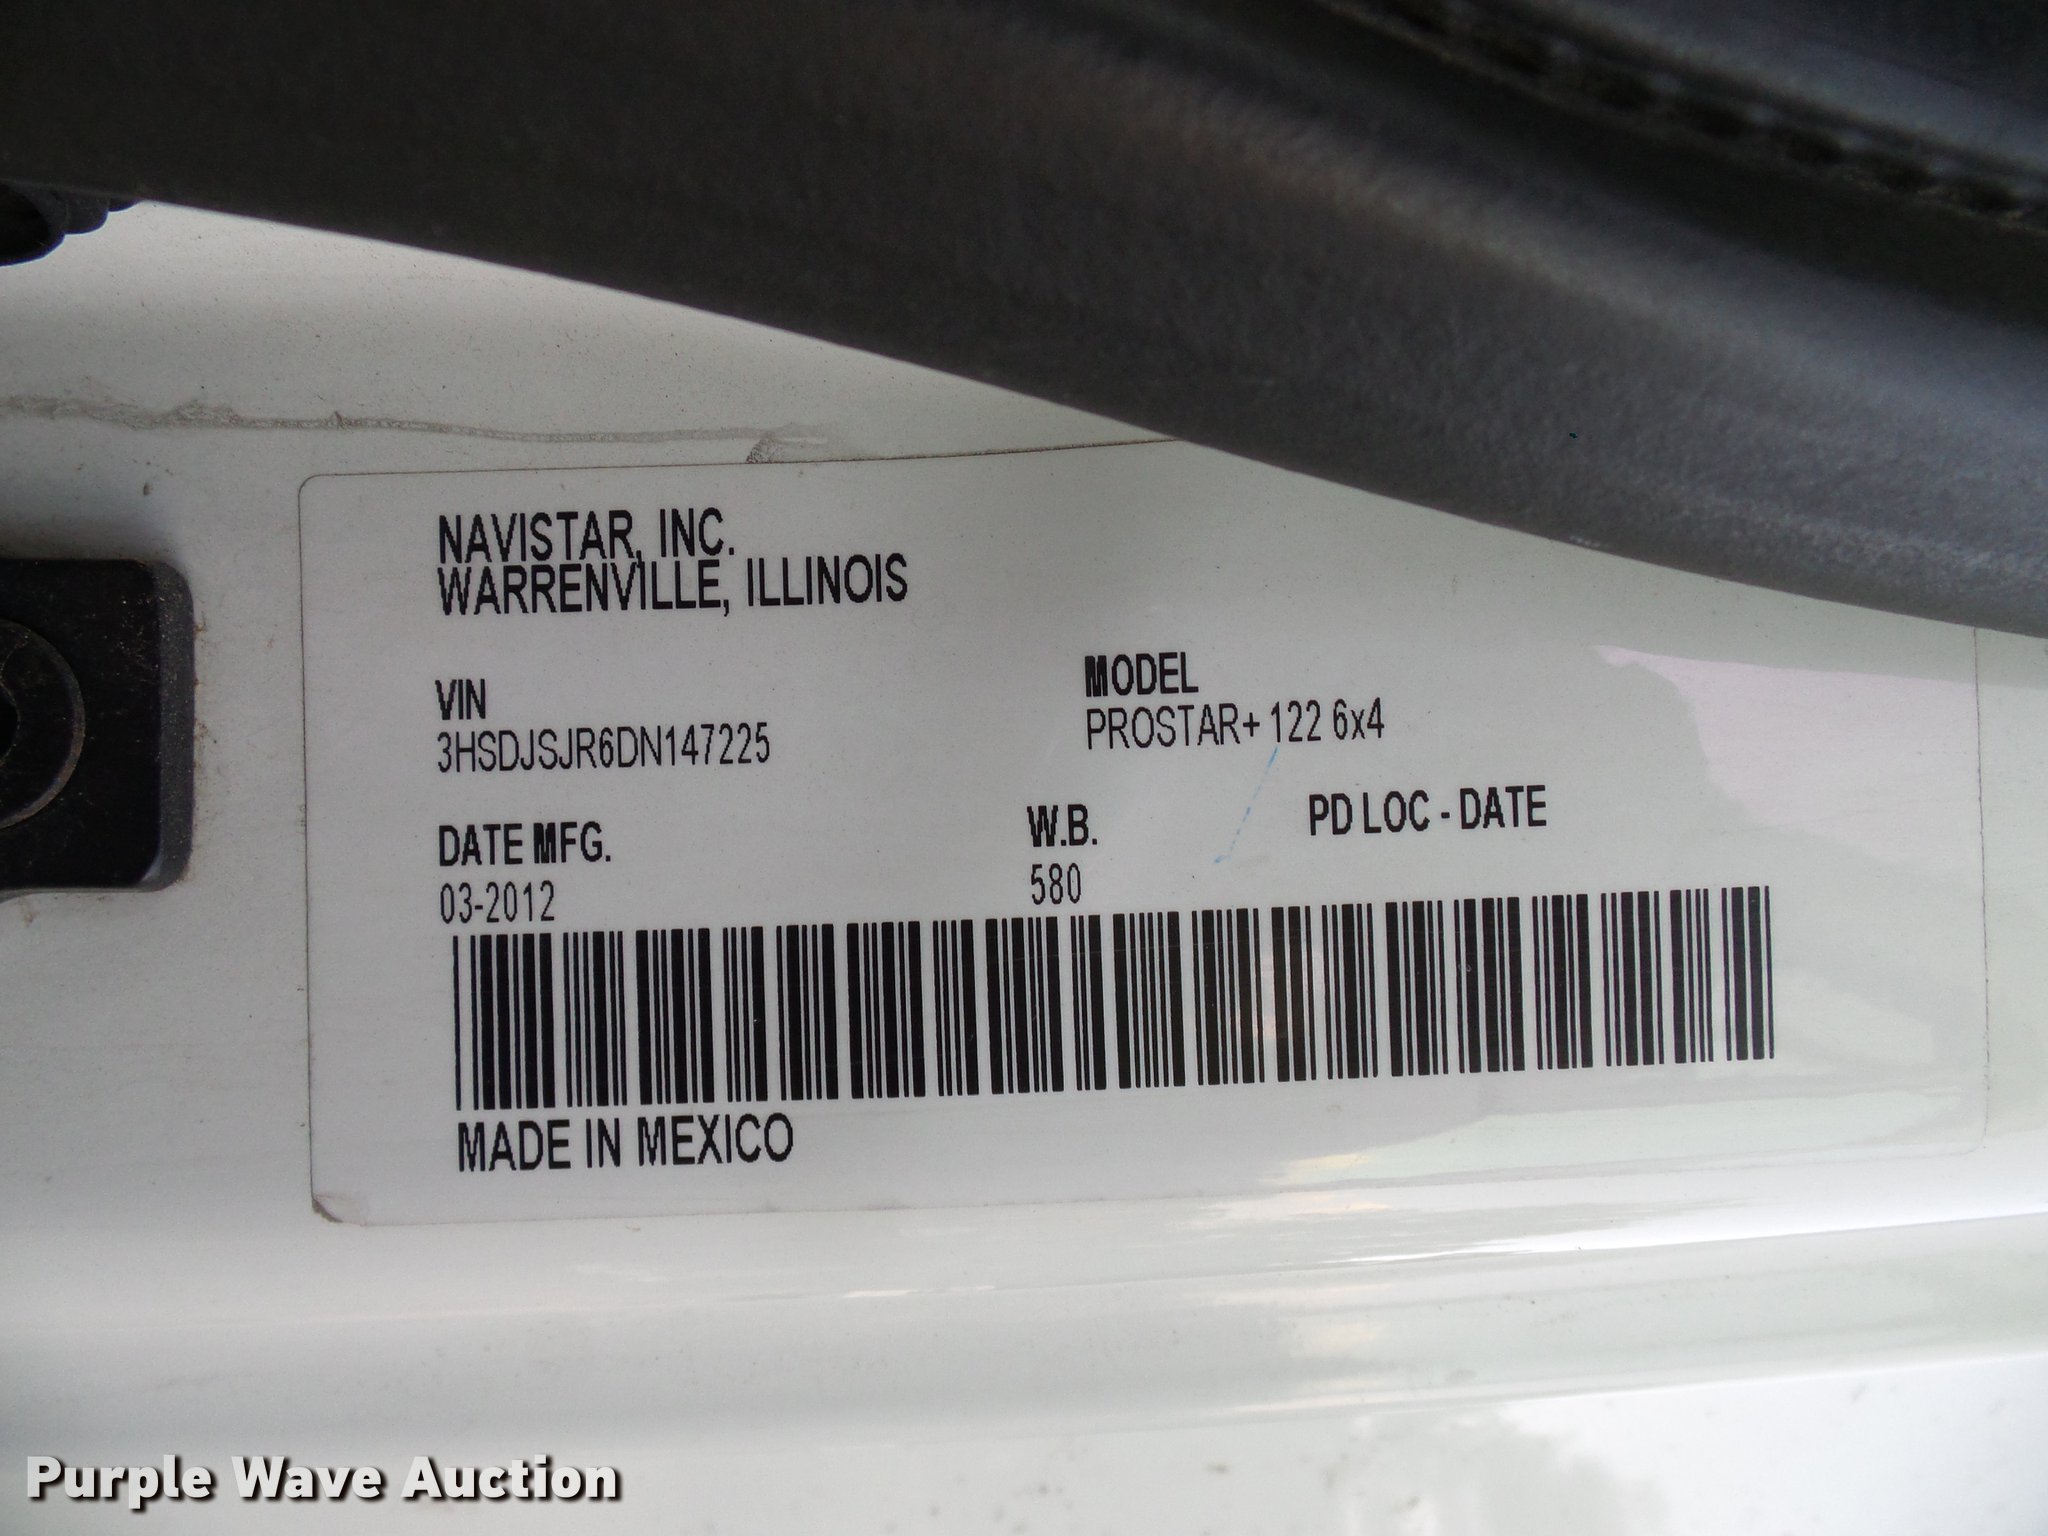 NAVISTAR, INC.
WARRENVILLE, ILLINOIS
VIN
3HSDJSJR6DN147225
MODEL
PROSTAR+ 122 6x4
DATE MFG.
03-2012
W.B.
580
PD LOC - DATE
MADE IN MEXICO
Purple Wave Auction